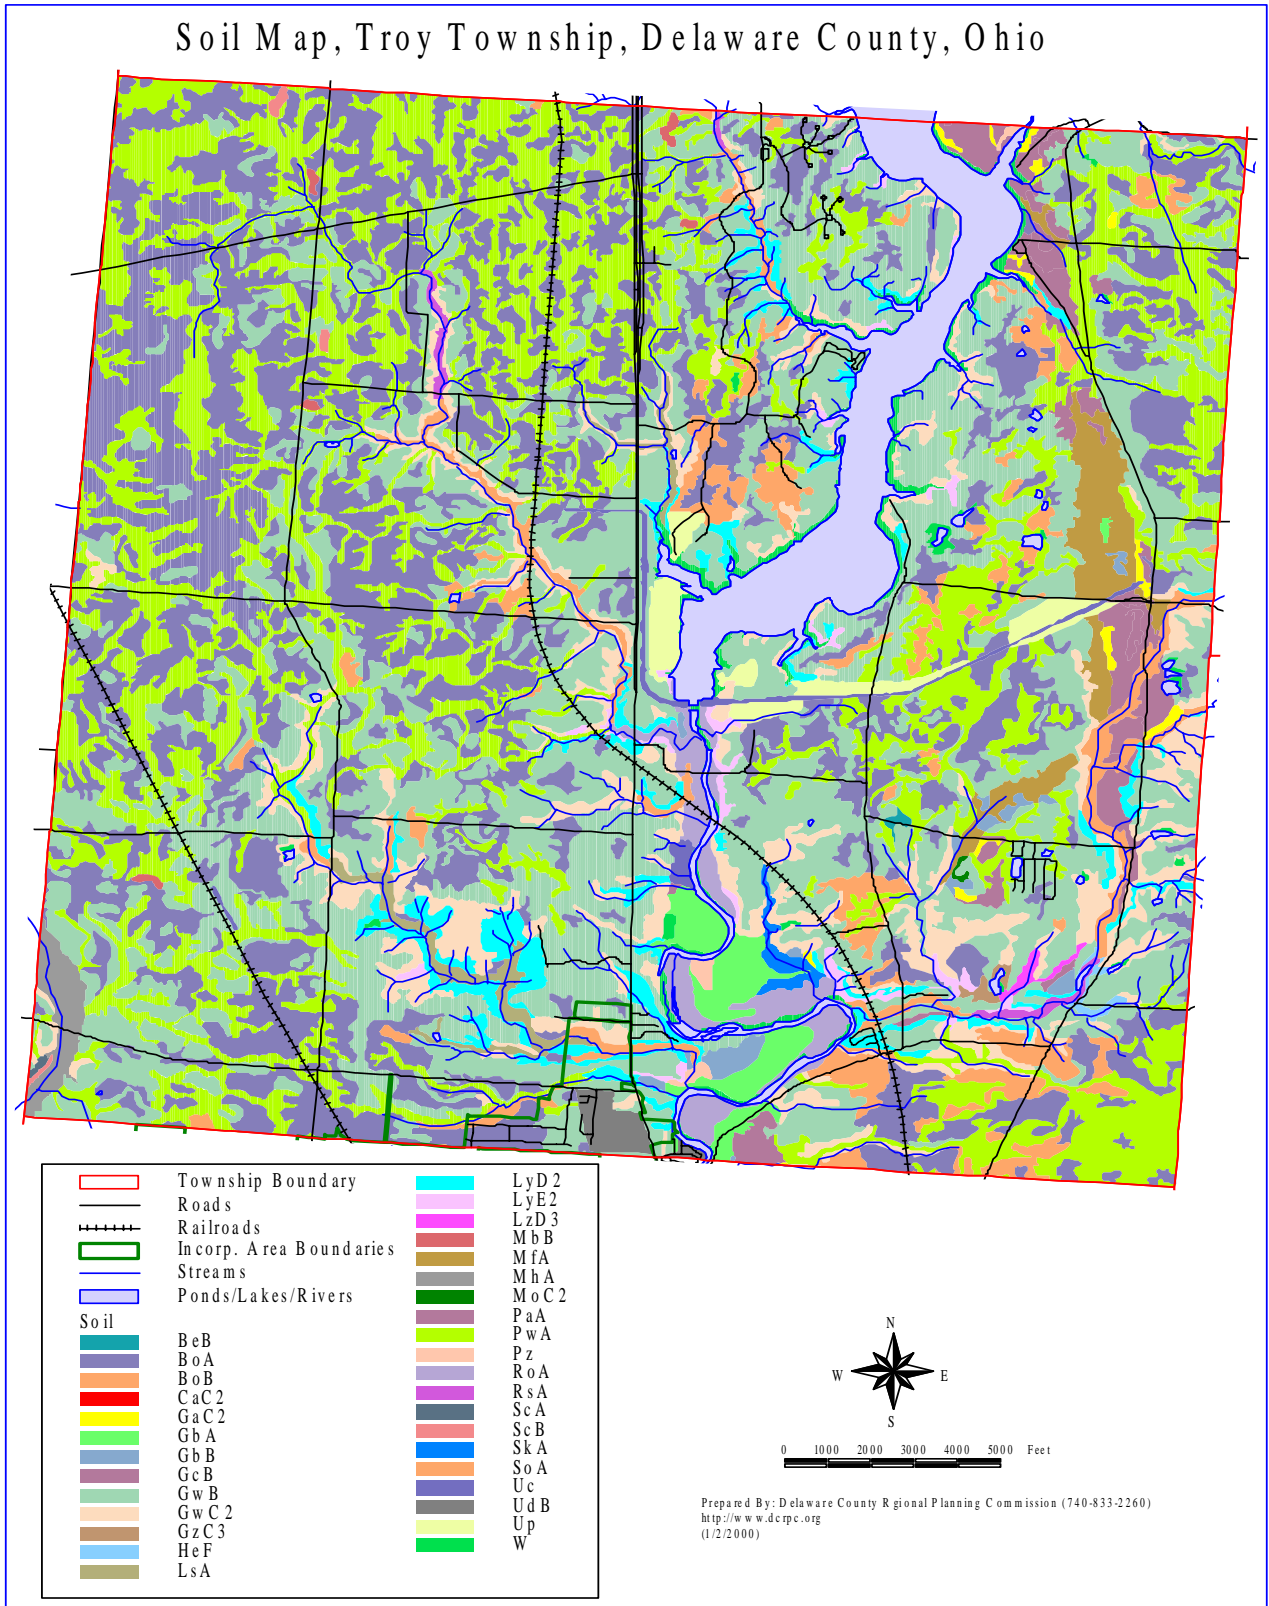 Soil Map, Troy Township, Delaware County, Ohio
Township Boundary
Roads
Railroads
Incorp. Area Boundaries
Streams
Ponds/Lakes/Rivers
Soil
BeB
BoA
BoB
CaC2
GaC2
GbA
GbB
GcB
GwB
GwC2
GzC3
HeF
LsA
LyD2
LyE2
LzD3
MbB
MfA
MhA
MoC2
PaA
PwA
Pz
RoA
RsA
ScA
ScB
SkA
SoA
Uc
UdB
Up
W
N
W E
S
0 1000 2000 3000 4000 5000 Feet
Prepared By: Delaware County Rgional Planning Commission (740-833-2260)
http://www.dcrpc.org
(1/2/2000)